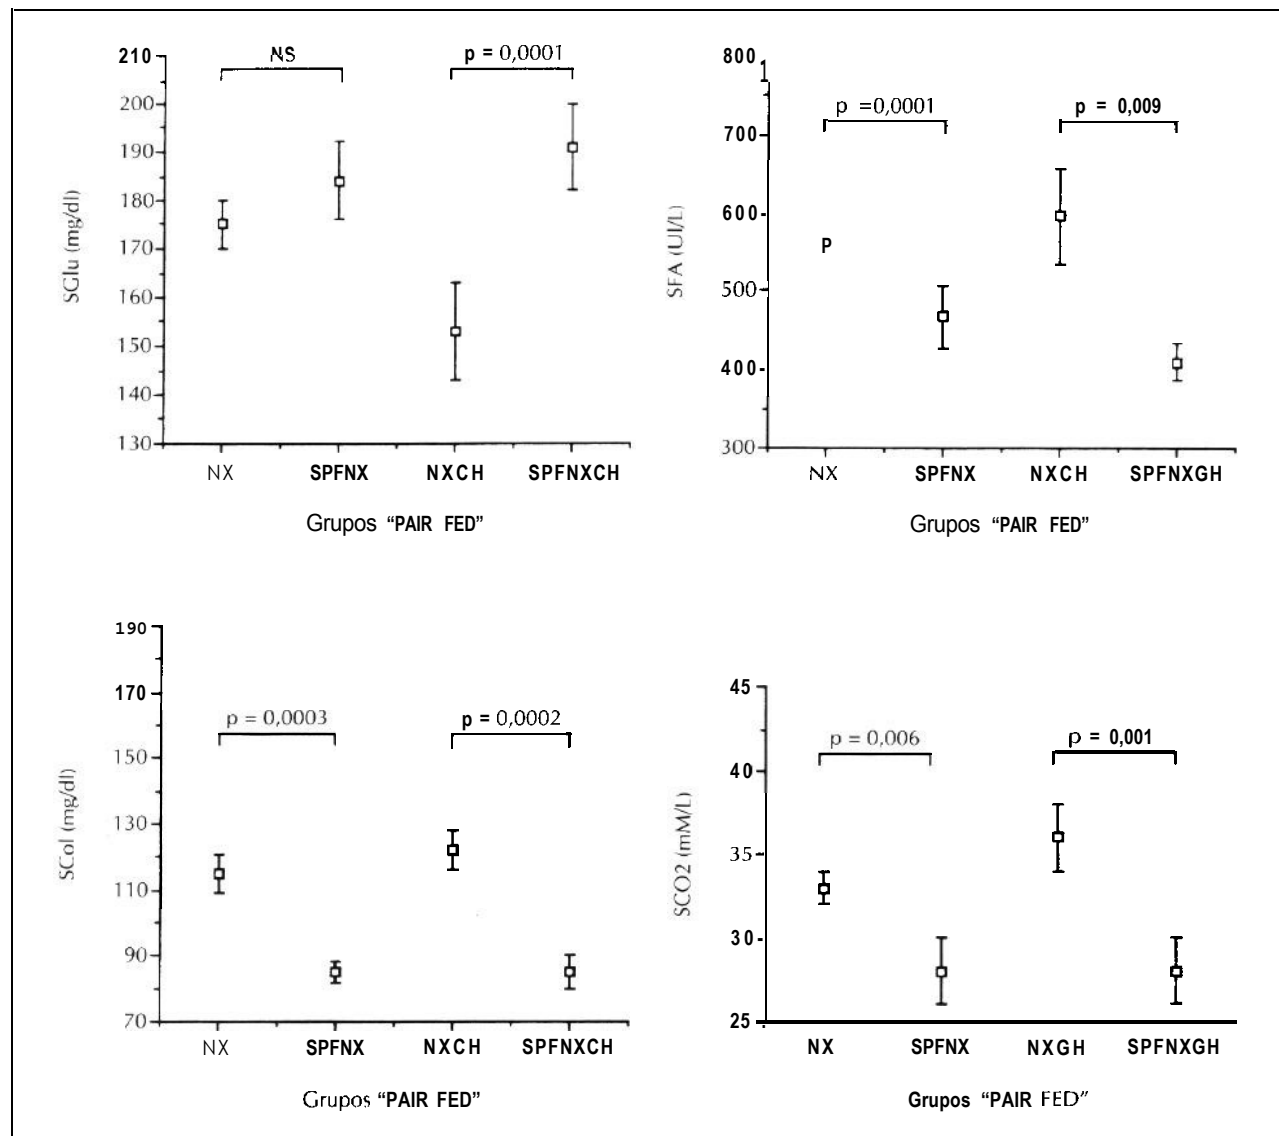 NS
p = 0,0001
210
200
190
180
170
160
150
140
130
SGlu (mg/dl)
NX SPFNX NXCH SPFNXCH
Grupos “PAIR FED”
800
p =0,0001
p = 0,009
700
600
500
400
300
SFA (UI/L)
P
NX SPFNX NXCH SPFNXGH
Grupos “PAIR FED”
190
170
150
130
110
90
70
p = 0,0003
p = 0,0002
SCol (mg/dl)
NX SPFNX NXCH SPFNXCH
Grupos “PAIR FED”
45
40
35
30
25
p = 0,006
p = 0,001
SCO2 (mM/L)
NX SPFNX NXGH SPFNXGH
Grupos “PAIR FED”